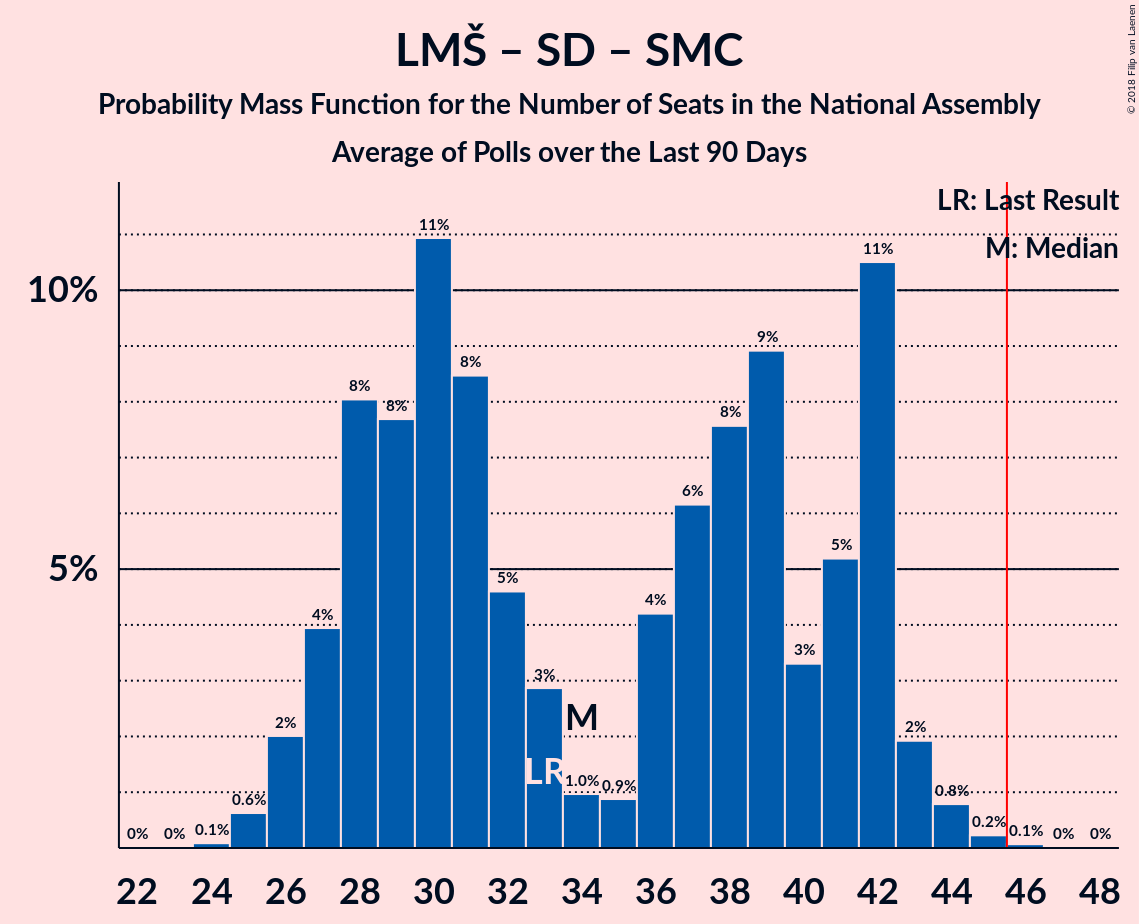 LMŠ – SD – SMC
Probability Mass Function for the Number of Seats in the National Assembly
Average of Polls over the Last 90 Days
© 2018 Filip van Laenen
LR: Last Result
M: Median
10%
5%
0% 0% 0.1% 0.6% 2% 4% 8% 8% 11% 8% 5% 3% 1.0% 0.9% 4% 6% 8% 9% 3% 5% 11% 2% 0.8% 0.2% 0.1% 0% 0%
M
LR
22 24 26 28 30 32 34 36 38 40 42 44 46 48